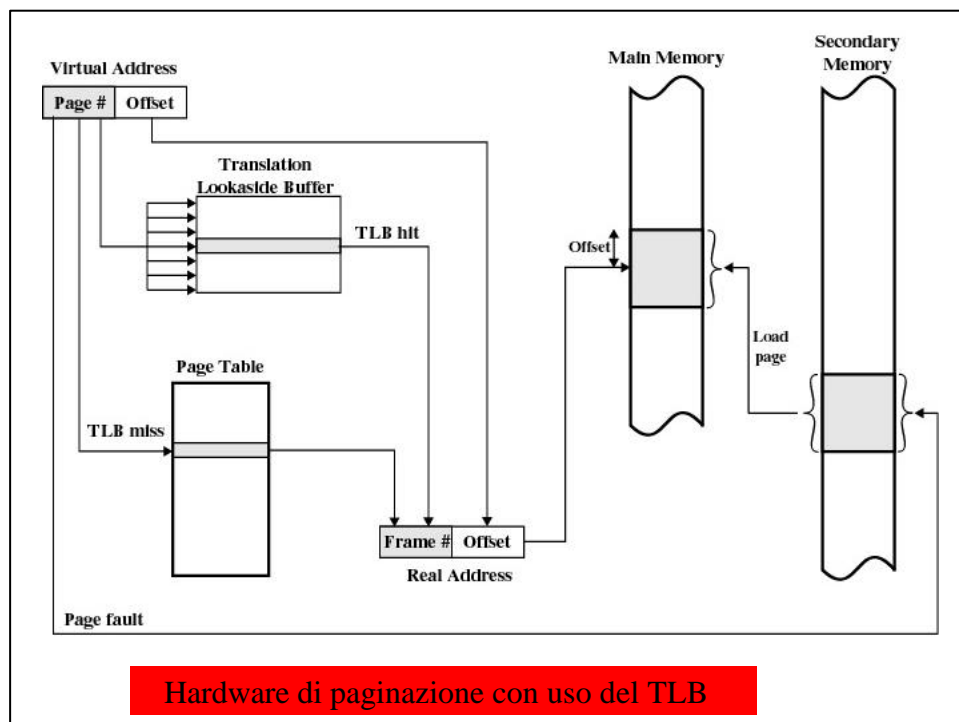 Virtual Address
Page #
Offset
Main Memory
Secondary
Memory
Translation
Lookaside Buffer
TLB hit
Offset
Load
page
Page Table
TLB miss
Frame #
Offset
Real Address
Page fault
Hardware di paginazione con uso del TLB